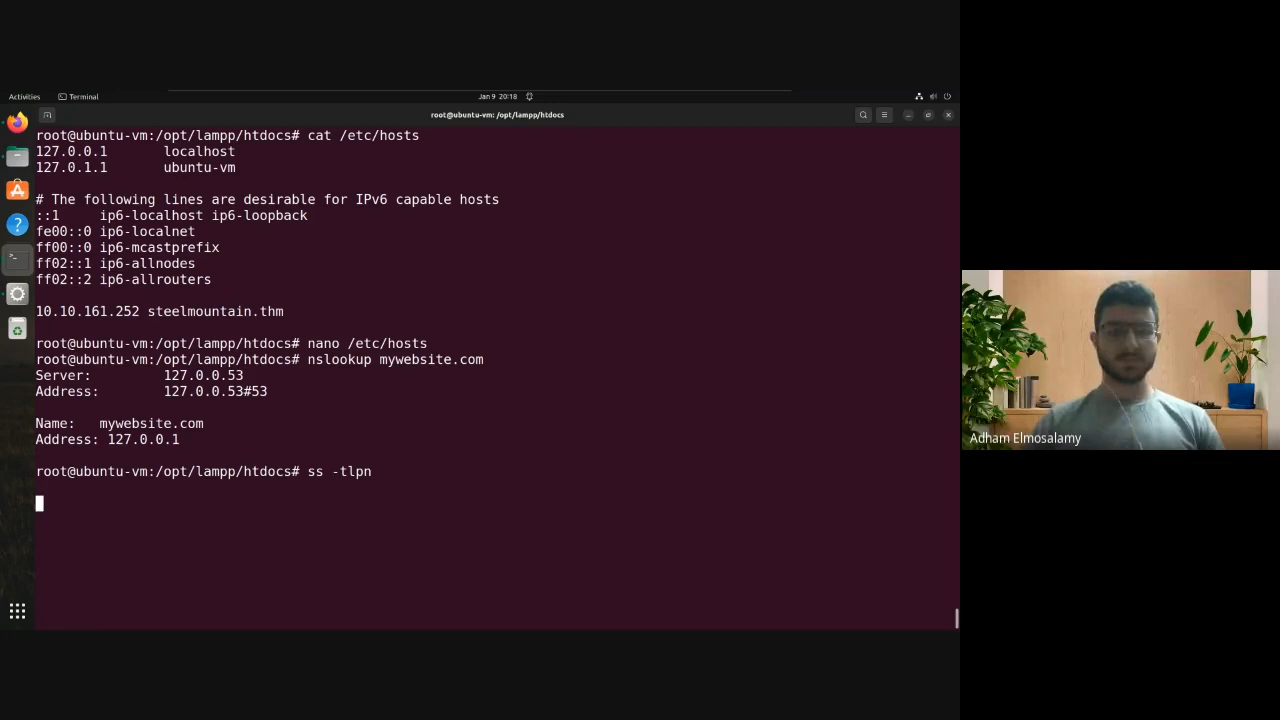 Activities
Terminal
Jan 9 20:18
root@ubuntu-vm: /opt/lampp/htdocs
root@ubuntu-vm:/opt/lampp/htdocs# cat /etc/hosts
127.0.0.1       localhost
127.0.1.1       ubuntu-vm
# The following lines are desirable for IPv6 capable hosts
::1     ip6-localhost ip6-loopback
fe00::0 ip6-localnet
ff00::0 ip6-mcastprefix
ff02::1 ip6-allnodes
ff02::2 ip6-allrouters
10.10.161.252 steelmountain.thm
root@ubuntu-vm:/opt/lampp/htdocs# nano /etc/hosts
root@ubuntu-vm:/opt/lampp/htdocs# nslookup mywebsite.com
Server:         127.0.0.53
Address:        127.0.0.53#53
Name:   mywebsite.com
Address: 127.0.0.1
root@ubuntu-vm:/opt/lampp/htdocs# ss -tlpn
Adham Elmosalamy